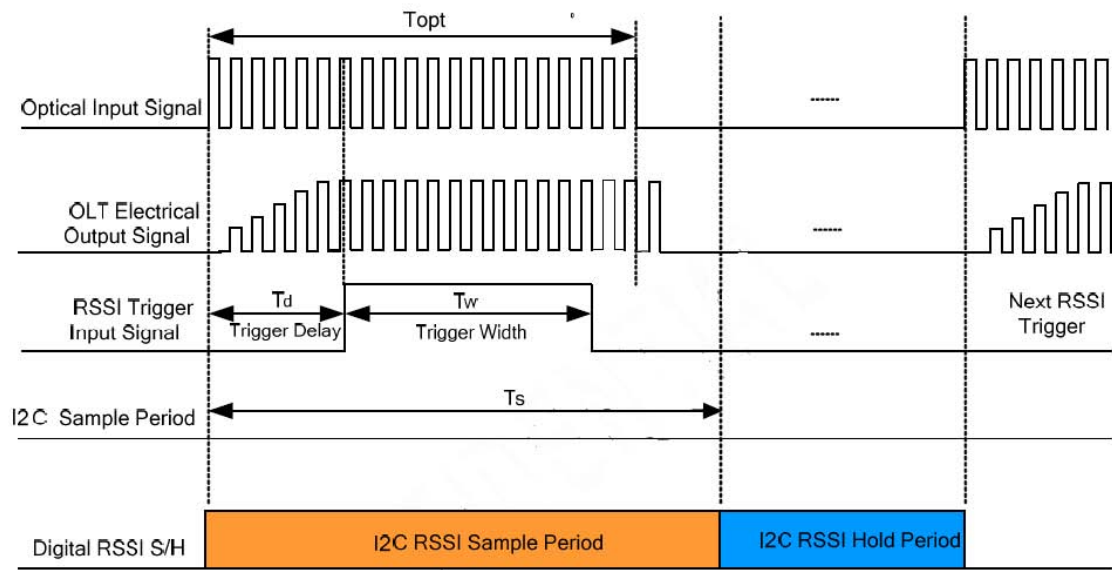 Topt
Optical Input Signal
------
OLT Electrical
Output Signal
------
RSSI Trigger
Input Signal
Td
Trigger Delay
Tw
Trigger Width
------
Next RSSI
Trigger
I2C Sample Period
Ts
Digital RSSI S/H
I2C RSSI Sample Period
I2C RSSI Hold Period